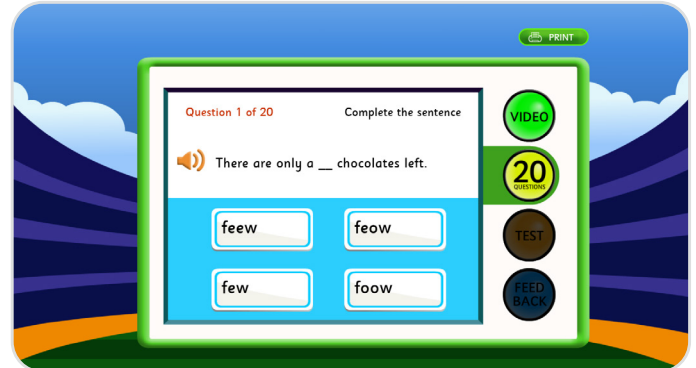 PRINT
Question 1 of 20
Complete the sentence
VIDEO
There are only a __ chocolates left.
20
QUESTIONS
feew
feow
TEST
few
foow
FEED
BACK